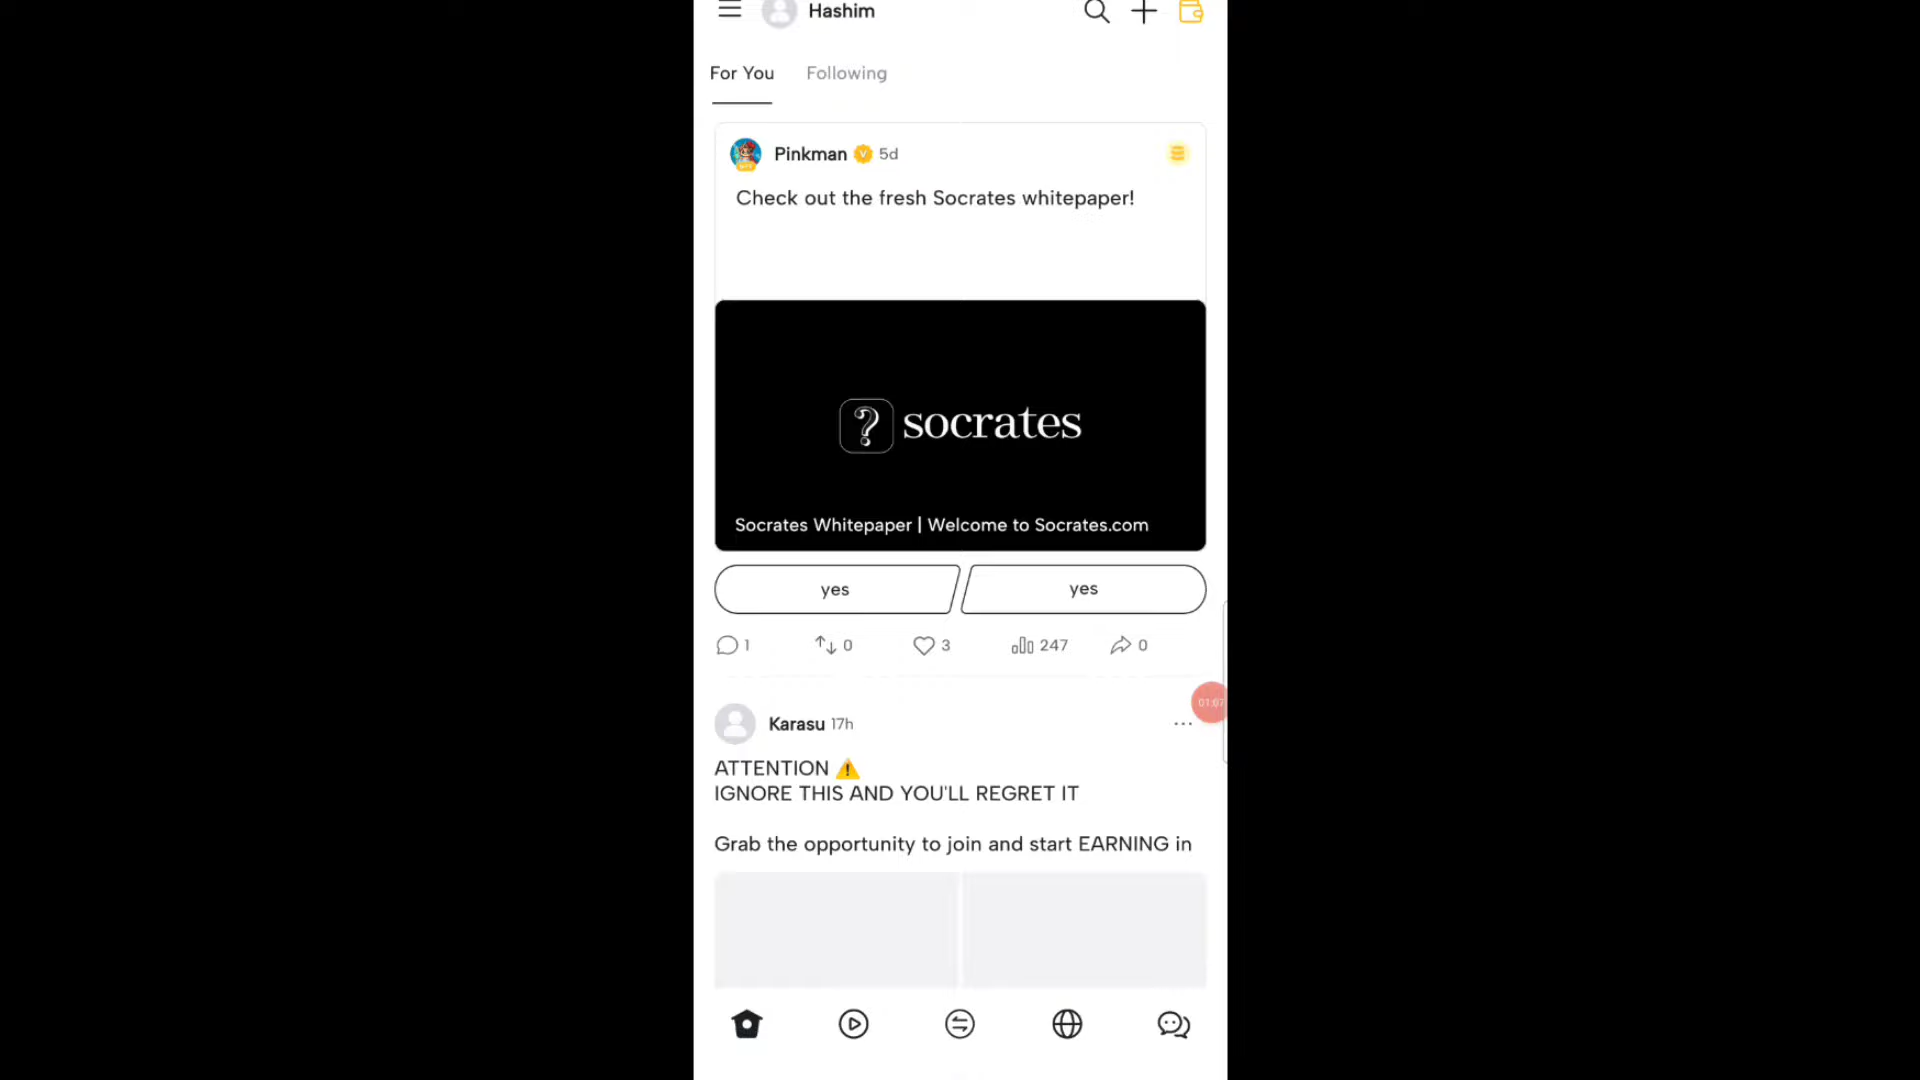 Hashim
For You Following
Pinkman 5d
Check out the fresh Socrates whitepaper!
? socrates
Socrates Whitepaper | Welcome to Socrates.com
yes yes
1 0 3 247 0
01:07
Karasu 17h
ATTENTION ⚠️
IGNORE THIS AND YOU'LL REGRET IT
Grab the opportunity to join and start EARNING in